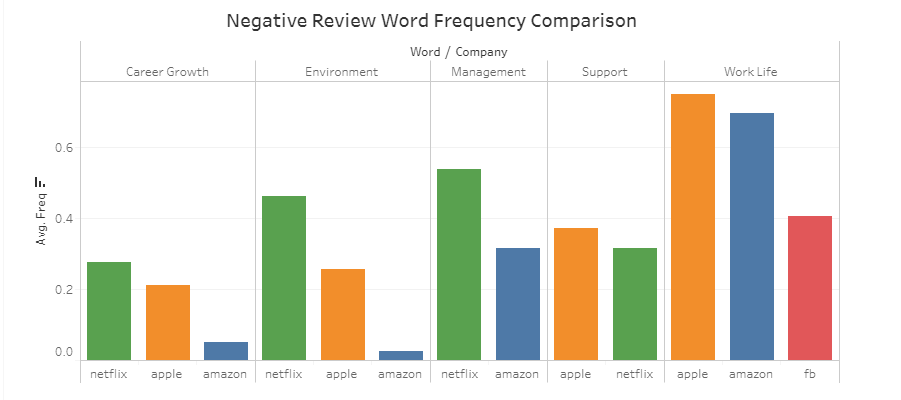 Negative Review Word Frequency Comparison
Word / Company
Career Growth Environment Management Support Work Life
Avg. Freq
0.6
0.4
0.2
0.0
netflix apple amazon netflix apple amazon netflix amazon apple netflix apple amazon fb